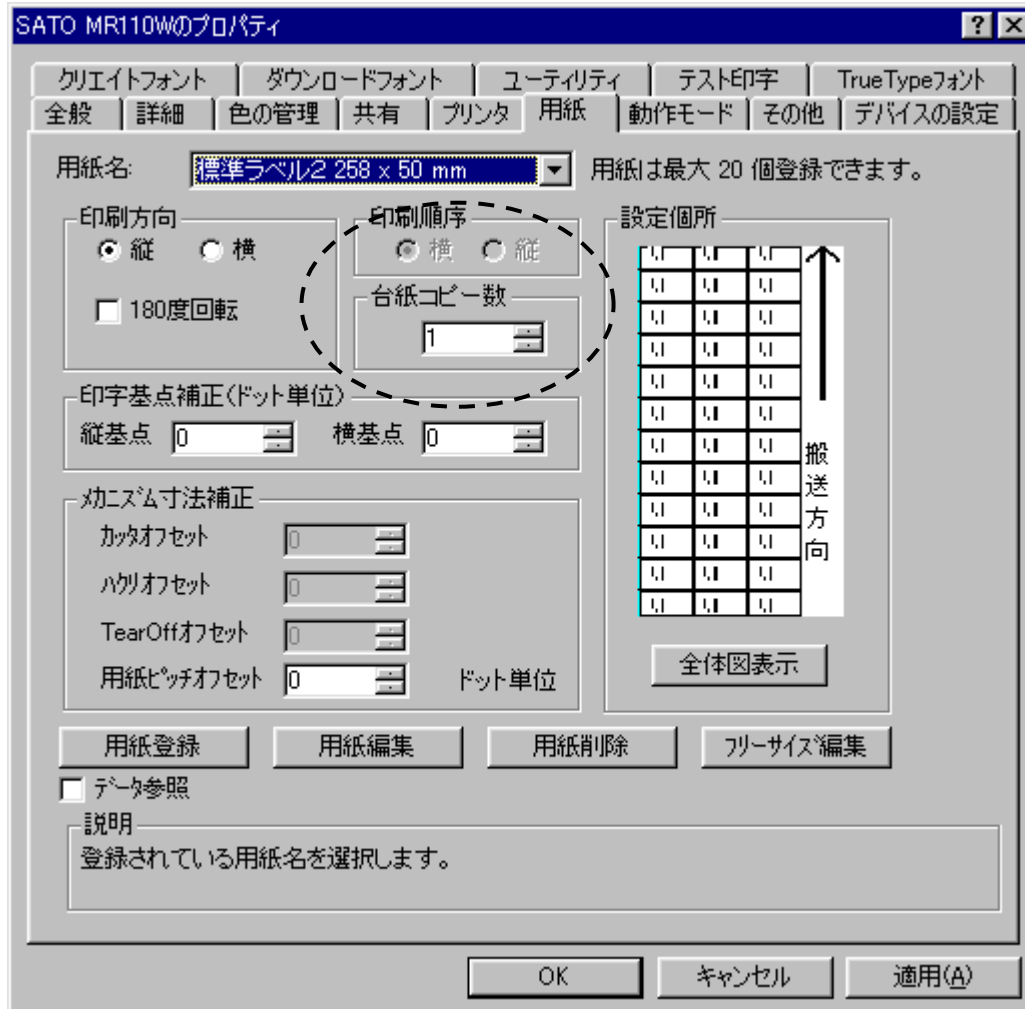 SATO MR110Wのプロパティ
クリエイトフォント ダウンロードフォント ユーティリティ テスト印字 TrueTypeフォント
全般 詳細 色の管理 共有 プリンタ 用紙 動作モード その他 デバイスの設定
用紙名: 標準ラベル2 258 x 50 mm 用紙は最大 20 個登録できます。
印刷方向
縦 横
180度回転
印刷順序
横 縦
台紙コピー数
1
設定個所
搬送方向
全体図表示
印字基点補正(ドット単位)
縦基点 0 横基点 0
メカニズム寸法補正
カッタオフセット 0
ハクリオフセット 0
TearOffオフセット 0
用紙ピッチオフセット 0 ドット単位
用紙登録 用紙編集 用紙削除 フリーサイズ編集
データ参照
説明
登録されている用紙名を選択します。
OK キャンセル 適用(A)